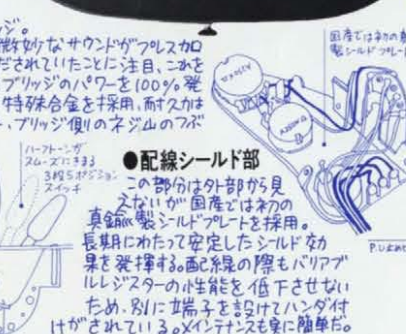 ッジ。
微妙なサウンドがプレス加
だされていたことに注目、これを
ブリッジのパワーを100%発
特殊合金を採用、耐久力は
、ブリッジ側のネジ山のつぶ
国産では初の真
製シールドプレート
ハーフトーンが
スムーズにきまる
3段5ポジション
スイッチ
●配線シールド部
この部分は外部から見
えないが国産では初の
真鍮製シールドプレートを採用。
長期にわたって安定したシールド効
果を発揮する。配線の際もバリアブ
ルレジスターの性能を低下させない
ため、別に端子を設けてハンダ付
けがされている。メインテナンスも実に簡単だ